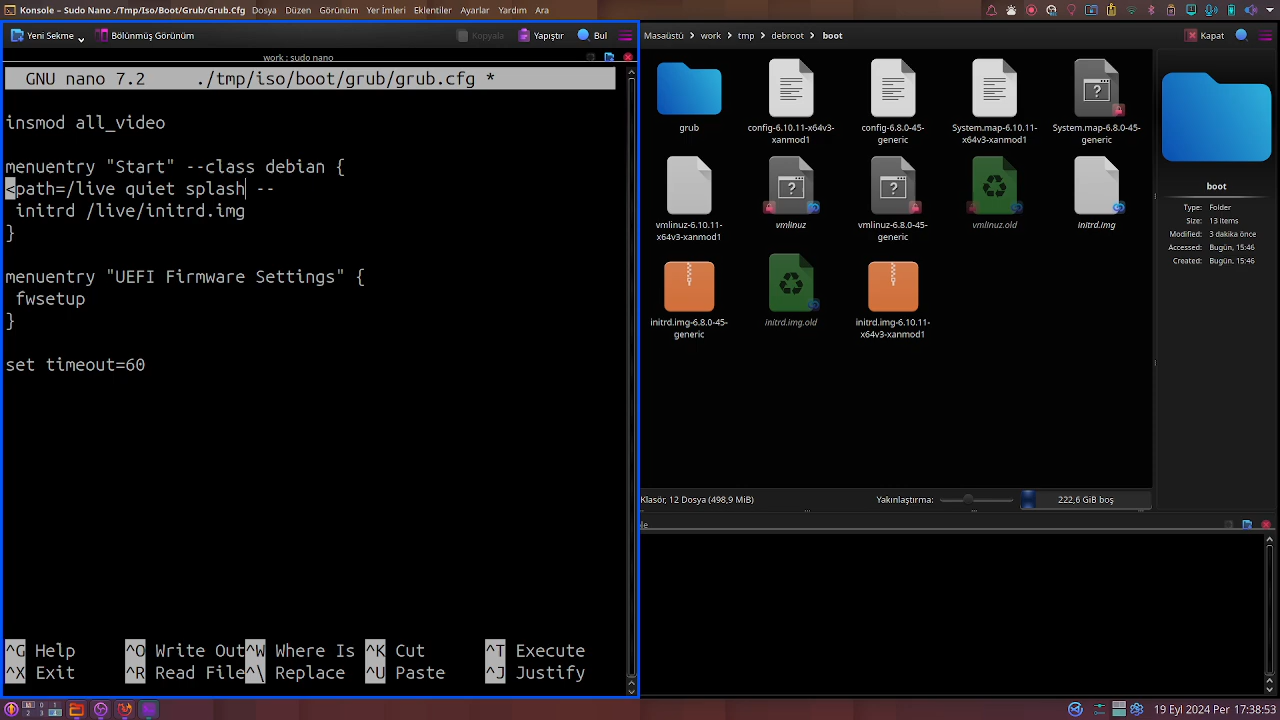 Konsole – Sudo Nano ./Tmp/Iso/Boot/Grub/Grub.Cfg Dosya Düzen Görünüm Yer İmleri Eklentiler Ayarlar Yardım Ara
Yeni Sekme Bölünmüş Görünüm Kopyala Yapıştır Bul
work : sudo nano
GNU nano 7.2 ./tmp/iso/boot/grub/grub.cfg *
insmod all_video
menuentry "Start" --class debian {
<path=/live quiet splash --
initrd /live/initrd.img
}
menuentry "UEFI Firmware Settings" {
fwsetup
}
set timeout=60
^G Help ^O Write Out ^W Where Is ^K Cut ^T Execute
^X Exit ^R Read File ^\ Replace ^U Paste ^J Justify
Masaüstü work tmp debroot boot Kapat
grub
config-6.10.11-x64v3-xanmod1
config-6.8.0-45-generic
System.map-6.10.11-x64v3-xanmod1
System.map-6.8.0-45-generic
vmlinuz-6.10.11-x64v3-xanmod1
vmlinuz
vmlinuz-6.8.0-45-generic
vmlinuz.old
initrd.img
initrd.img-6.8.0-45-generic
initrd.img.old
initrd.img-6.10.11-x64v3-xanmod1
boot
Type: Folder
Size: 13 items
Modified: 3 dakika önce
Accessed: Bugün, 15:46
Created: Bugün, 15:46
Klasör, 12 Dosya (498,9 MiB) Yakınlaştırma: 222,6 GiB boş
le
19 Eyl 2024 Per 17:38:53